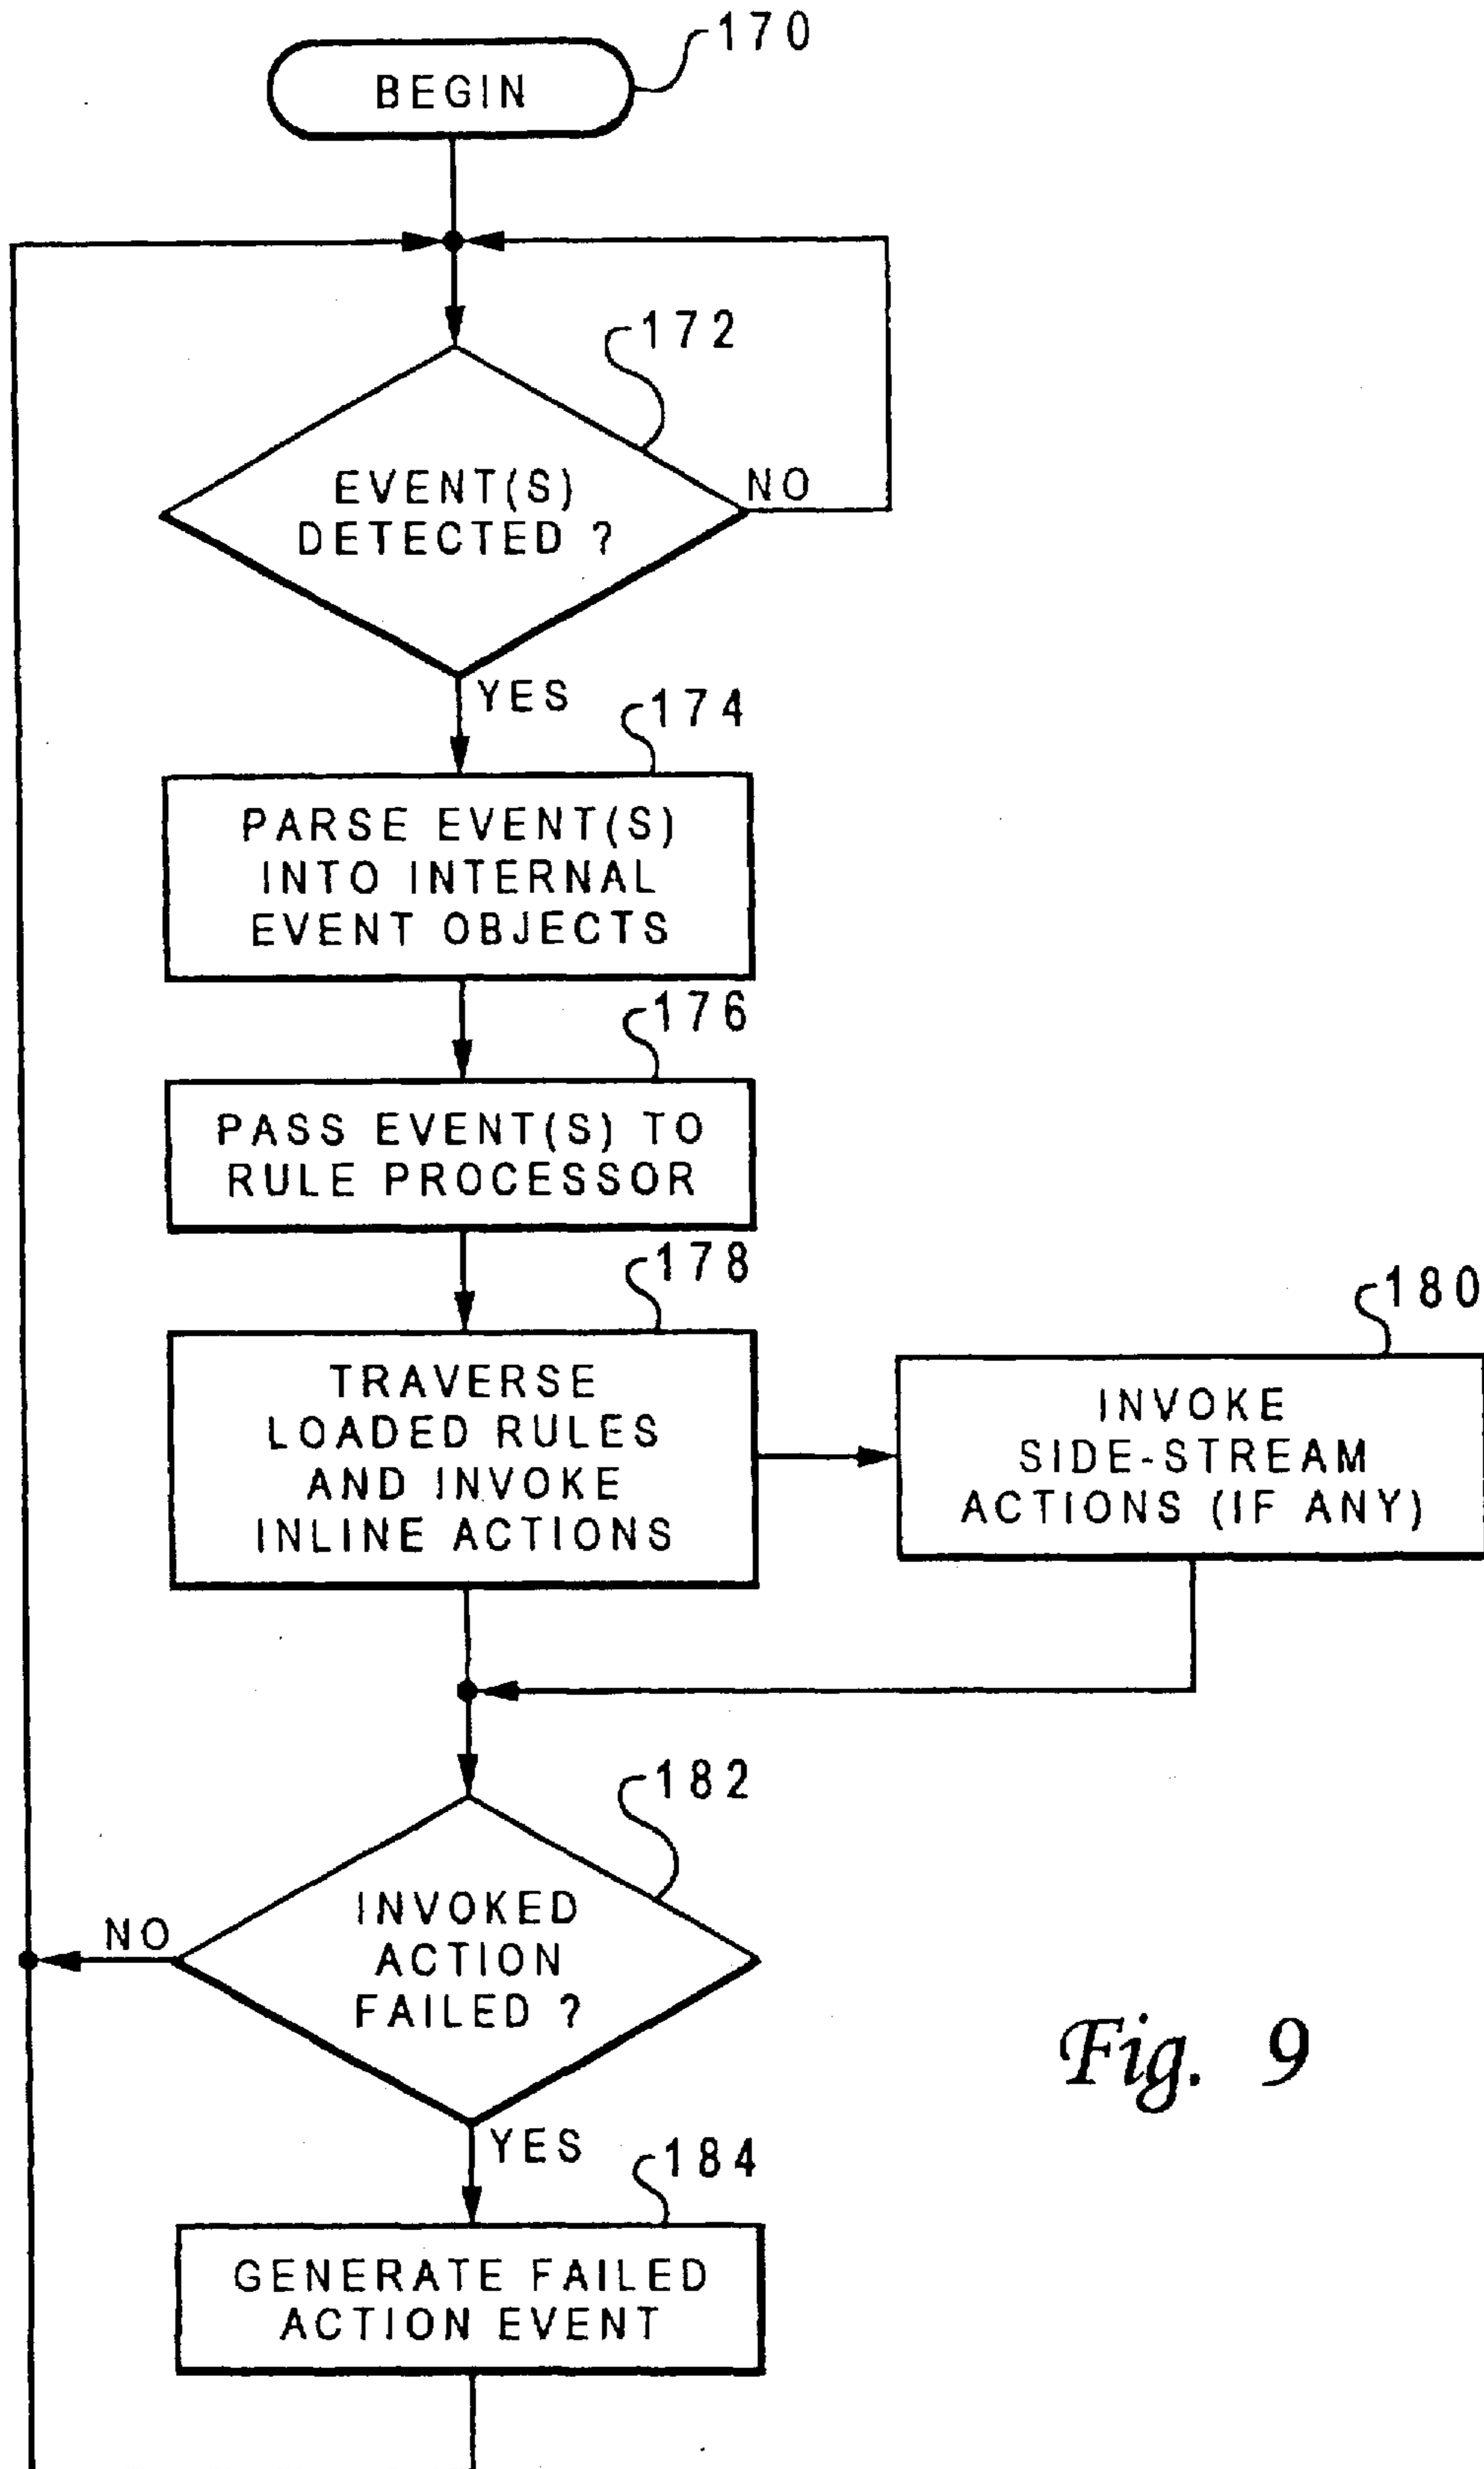 170
BEGIN
172
EVENT(S)
DETECTED ?
NO
YES
174
PARSE EVENT(S)
INTO INTERNAL
EVENT OBJECTS
176
PASS EVENT(S) TO
RULE PROCESSOR
178
TRAVERSE
LOADED RULES
AND INVOKE
INLINE ACTIONS
180
INVOKE
SIDE-STREAM
ACTIONS (IF ANY)
182
INVOKED
ACTION
FAILED ?
NO
YES
184
GENERATE FAILED
ACTION EVENT
Fig. 9